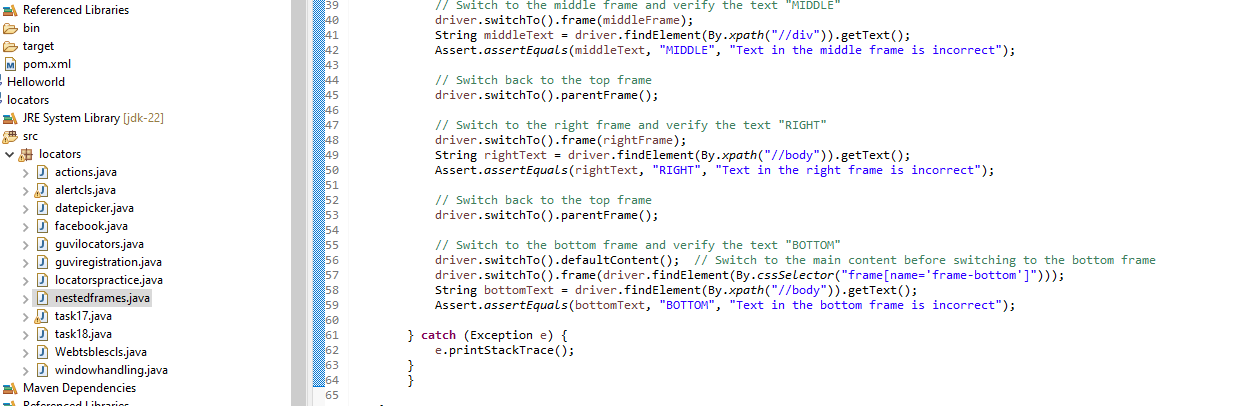 Referenced Libraries
bin
target
pom.xml
Helloworld
locators
JRE System Library [jdk-22]
src
locators
actions.java
alertcls.java
datepicker.java
facebook.java
guvilocators.java
guviregistration.java
locatorspractice.java
nestedframes.java
task17.java
task18.java
Webtsblescls.java
windowhandling.java
Maven Dependencies
Referenced Libraries
39 // Switch to the middle frame and verify the text "MIDDLE"
40 driver.switchTo().frame(middleFrame);
41 String middleText = driver.findElement(By.xpath("//div")).getText();
42 Assert.assertEquals(middleText, "MIDDLE", "Text in the middle frame is incorrect");
43
44 // Switch back to the top frame
45 driver.switchTo().parentFrame();
46
47 // Switch to the right frame and verify the text "RIGHT"
48 driver.switchTo().frame(rightFrame);
49 String rightText = driver.findElement(By.xpath("//body")).getText();
50 Assert.assertEquals(rightText, "RIGHT", "Text in the right frame is incorrect");
51
52 // Switch back to the top frame
53 driver.switchTo().parentFrame();
54
55 // Switch to the bottom frame and verify the text "BOTTOM"
56 driver.switchTo().defaultContent();  // Switch to the main content before switching to the bottom frame
57 driver.switchTo().frame(driver.findElement(By.cssSelector("frame[name='frame-bottom']")));
58 String bottomText = driver.findElement(By.xpath("//body")).getText();
59 Assert.assertEquals(bottomText, "BOTTOM", "Text in the bottom frame is incorrect");
60
61 } catch (Exception e) {
62 e.printStackTrace();
63 }
64 }
65